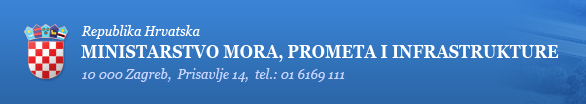 Republika Hrvatska
MINISTARSTVO MORA, PROMETA I INFRASTRUKTURE
10 000 Zagreb, Prisavlje 14, tel.: 01 6169 111